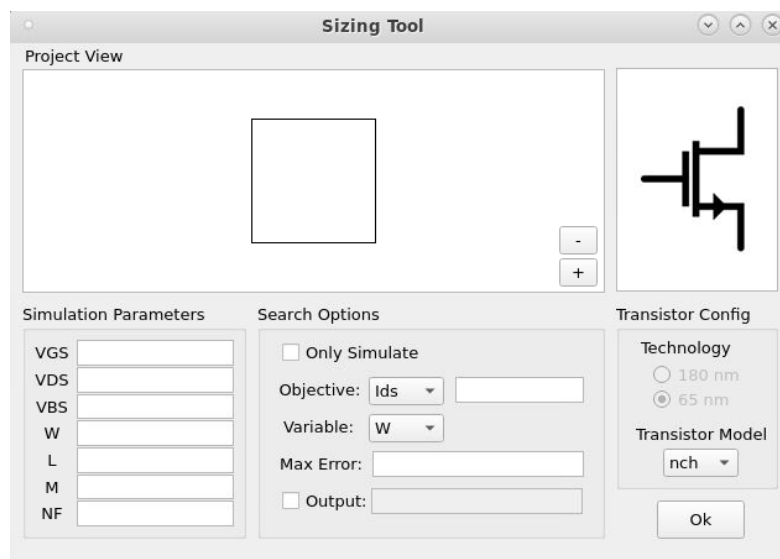 Sizing Tool
Project View
-
+
Simulation Parameters
VGS
VDS
VBS
W
L
M
NF
Search Options
Only Simulate
Objective: Ids
Variable: W
Max Error:
Output:
Transistor Config
Technology
180 nm
65 nm
Transistor Model
nch
Ok